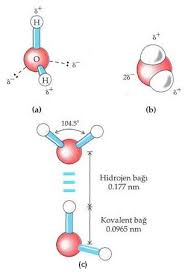 δ⁺
H
O
δ⁻
δ⁻
H
δ⁺
(a)
δ⁺
2δ⁻
δ⁺
(b)
104.5°
Hidrojen bağı
0.177 nm
Kovalent bağ
0.0965 nm
(c)